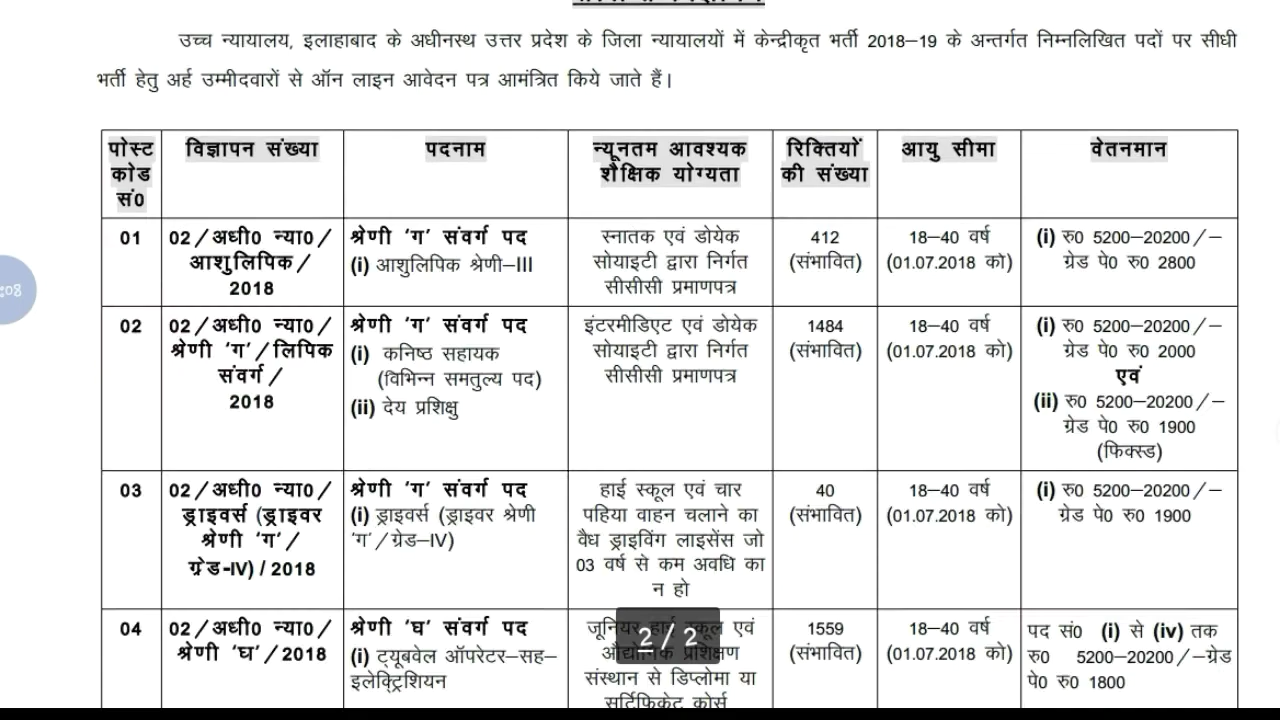 उच्च न्यायालय, इलाहाबाद के अधीनस्थ उत्तर प्रदेश के जिला न्यायालयों में केन्द्रीकृत भर्ती 2018–19 के अन्तर्गत निम्नलिखित पदों पर सीधी
भर्ती हेतु अर्ह उम्मीदवारों से ऑन लाइन आवेदन पत्र आमंत्रित किये जाते हैं।
पोस्ट
कोड
सं0
विज्ञापन संख्या
पदनाम
न्यूनतम आवश्यक
शैक्षिक योग्यता
रिक्तियों
की संख्या
आयु सीमा
वेतनमान
01
02/अधी0 न्या0/
आशुलिपिक/
2018
श्रेणी 'ग' संवर्ग पद
(i) आशुलिपिक श्रेणी–III
स्नातक एवं डोयेक
सोयाइटी द्वारा निर्गत
सीसीसी प्रमाणपत्र
412
(संभावित)
18–40 वर्ष
(01.07.2018 को)
(i) रु0 5200–20200/–
ग्रेड पे0 रु0 2800
02
02/अधी0 न्या0/
श्रेणी 'ग'/लिपिक
संवर्ग/
2018
श्रेणी 'ग' संवर्ग पद
(i) कनिष्ठ सहायक
(विभिन्न समतुल्य पद)
(ii) देय प्रशिक्षु
इंटरमीडिएट एवं डोयेक
सोयाइटी द्वारा निर्गत
सीसीसी प्रमाणपत्र
1484
(संभावित)
18–40 वर्ष
(01.07.2018 को)
(i) रु0 5200–20200/–
ग्रेड पे0 रु0 2000
एवं
(ii) रु0 5200–20200/–
ग्रेड पे0 रु0 1900
(फिक्स्ड)
03
02/अधी0 न्या0/
ड्राइवर्स (ड्राइवर
श्रेणी 'ग'/
ग्रेड-IV)/2018
श्रेणी 'ग' संवर्ग पद
(i) ड्राइवर्स (ड्राइवर श्रेणी
'ग'/ग्रेड–IV)
हाई स्कूल एवं चार
पहिया वाहन चलाने का
वैध ड्राइविंग लाइसेंस जो
03 वर्ष से कम अवधि का
न हो
40
(संभावित)
18–40 वर्ष
(01.07.2018 को)
(i) रु0 5200–20200/–
ग्रेड पे0 रु0 1900
04
02/अधी0 न्या0/
श्रेणी 'घ'/2018
श्रेणी 'घ' संवर्ग पद
(i) ट्यूबवेल ऑपरेटर–सह–
इलेक्ट्रिशियन
जूनियर हाई स्कूल एवं
औद्योगिक प्रशिक्षण
संस्थान से डिप्लोमा या
सर्टिफिकेट कोर्स
1559
(संभावित)
18–40 वर्ष
(01.07.2018 को)
पद सं0 (i) से (iv) तक
रु0 5200–20200/–ग्रेड
पे0 रु0 1800
2 / 2